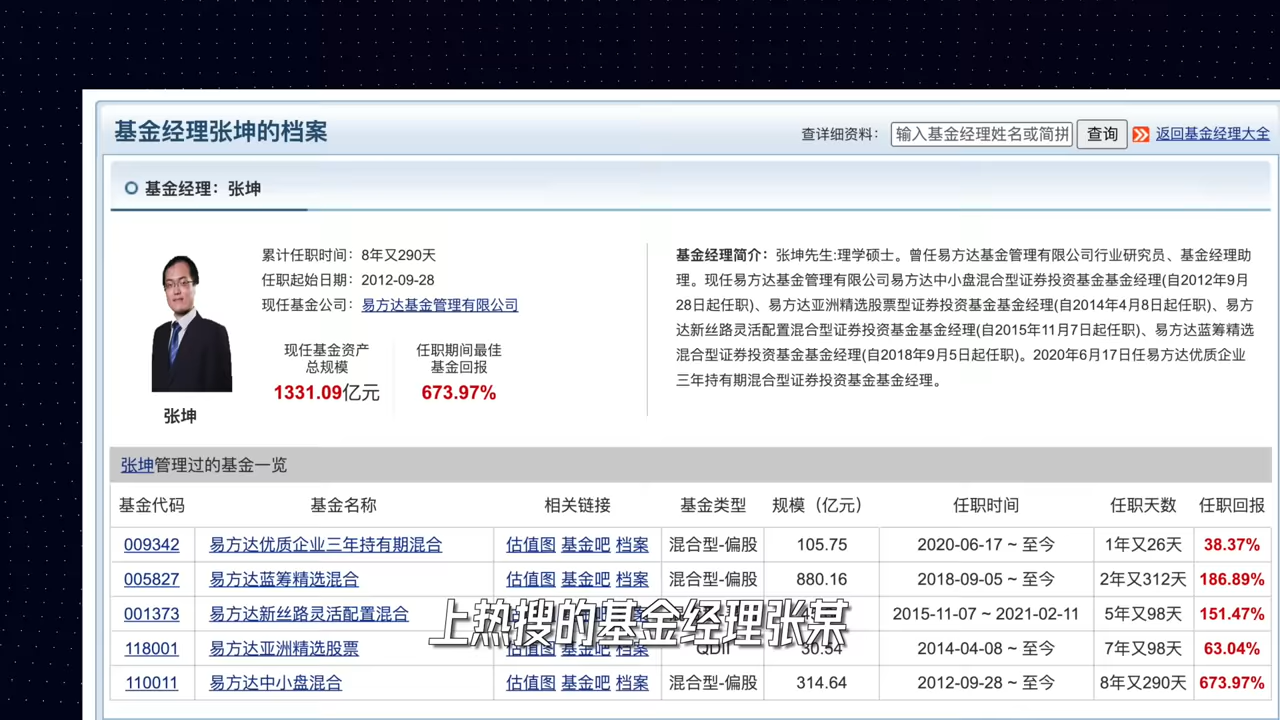 基金经理张坤的档案
查详细资料： 输入基金经理姓名或简拼 查询 返回基金经理大全
基金经理：张坤
累计任职时间：8年又290天
任职起始日期：2012-09-28
现任基金公司：易方达基金管理有限公司
现任基金资产
总规模
1331.09亿元
任职期间最佳
基金回报
673.97%
张坤
基金经理简介：张坤先生:理学硕士。曾任易方达基金管理有限公司行业研究员、基金经理助
理。现任易方达基金管理有限公司易方达中小盘混合型证券投资基金基金经理(自2012年9月
28日起任职)、易方达亚洲精选股票型证券投资基金基金经理(自2014年4月8日起任职)、易方
达新丝路灵活配置混合型证券投资基金基金经理(自2015年11月7日起任职)、易方达蓝筹精选
混合型证券投资基金基金经理(自2018年9月5日起任职)。2020年6月17日任易方达优质企业
三年持有期混合型证券投资基金基金经理。
张坤管理过的基金一览
基金代码 基金名称 相关链接 基金类型 规模（亿元） 任职时间 任职天数 任职回报
009342 易方达优质企业三年持有期混合 估值图 基金吧 档案 混合型-偏股 105.75 2020-06-17 ~ 至今 1年又26天 38.37%
005827 易方达蓝筹精选混合 估值图 基金吧 档案 混合型-偏股 880.16 2018-09-05 ~ 至今 2年又312天 186.89%
001373 易方达新丝路灵活配置混合 2015-11-07 ~ 2021-02-11 5年又98天 151.47%
上热搜的基金经理张某
118001 易方达亚洲精选股票 估值图 基金吧 档案 QDII 30.54 2014-04-08 ~ 至今 7年又98天 63.04%
110011 易方达中小盘混合 估值图 基金吧 档案 混合型-偏股 314.64 2012-09-28 ~ 至今 8年又290天 673.97%